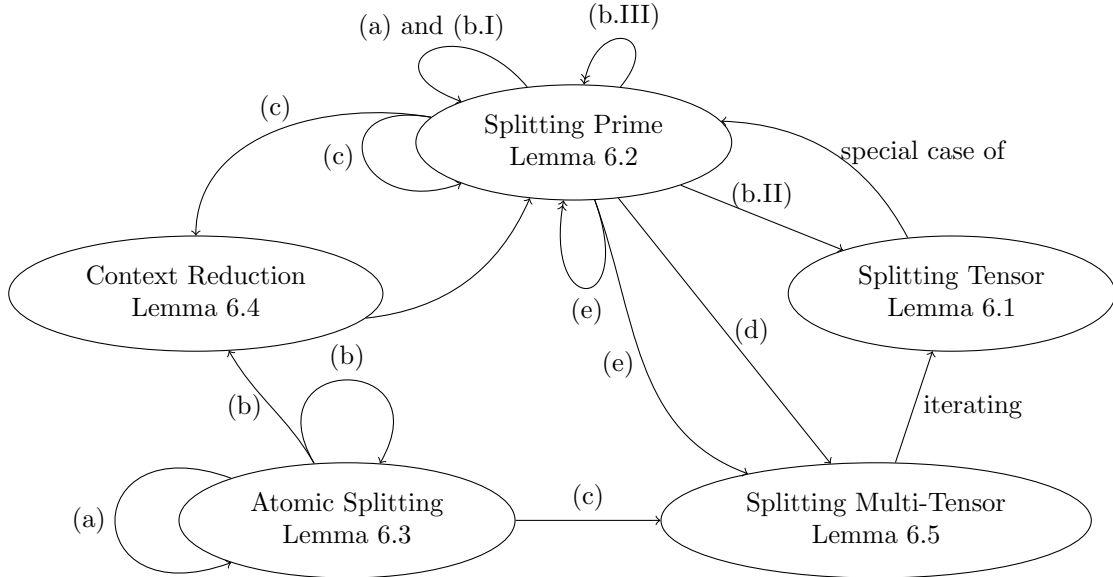 (b.III)
(a) and (b.I)
(c)
Splitting Prime
Lemma 6.2
(c)
special case of
(b.II)
Context Reduction
Lemma 6.4
Splitting Tensor
Lemma 6.1
(e)
(d)
(b)
(e)
(b)
iterating
Atomic Splitting
Lemma 6.3
(c)
Splitting Multi-Tensor
Lemma 6.5
(a)